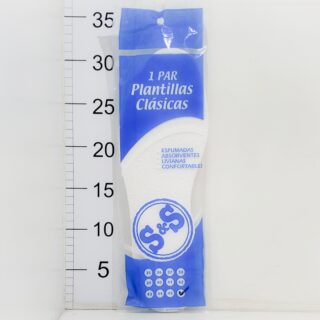 35
30
25
20
15
10
5
1 PAR
Plantillas
Clásicas
ESPUMADAS
ABSORVENTES
LIVIANAS
CONFORTABLES
S&S